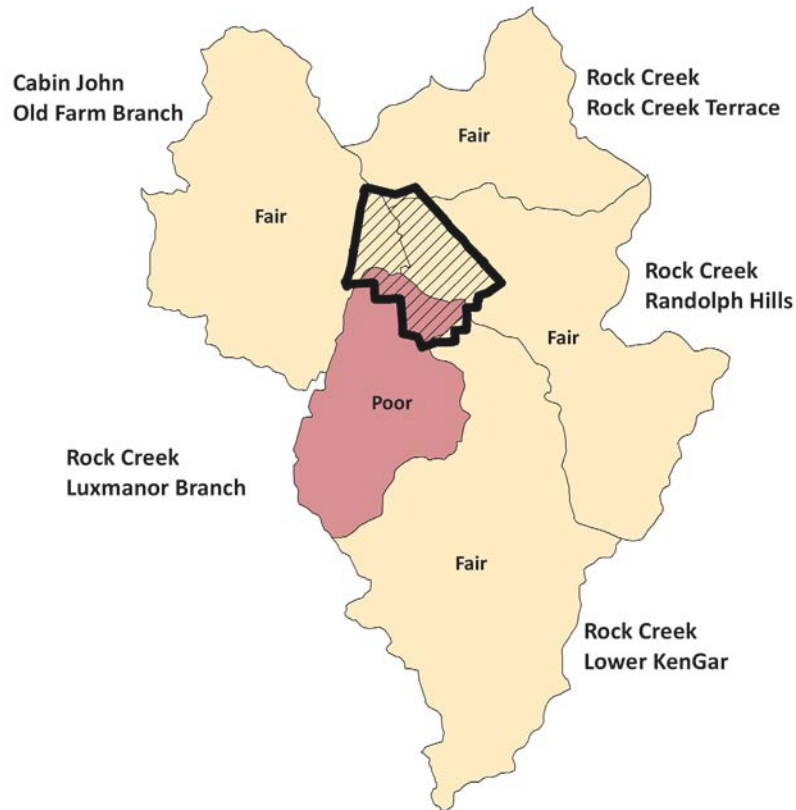 Cabin John
Old Farm Branch
Rock Creek
Rock Creek Terrace
Fair
Fair
Rock Creek
Randolph Hills
Fair
Poor
Rock Creek
Luxmanor Branch
Fair
Rock Creek
Lower KenGar